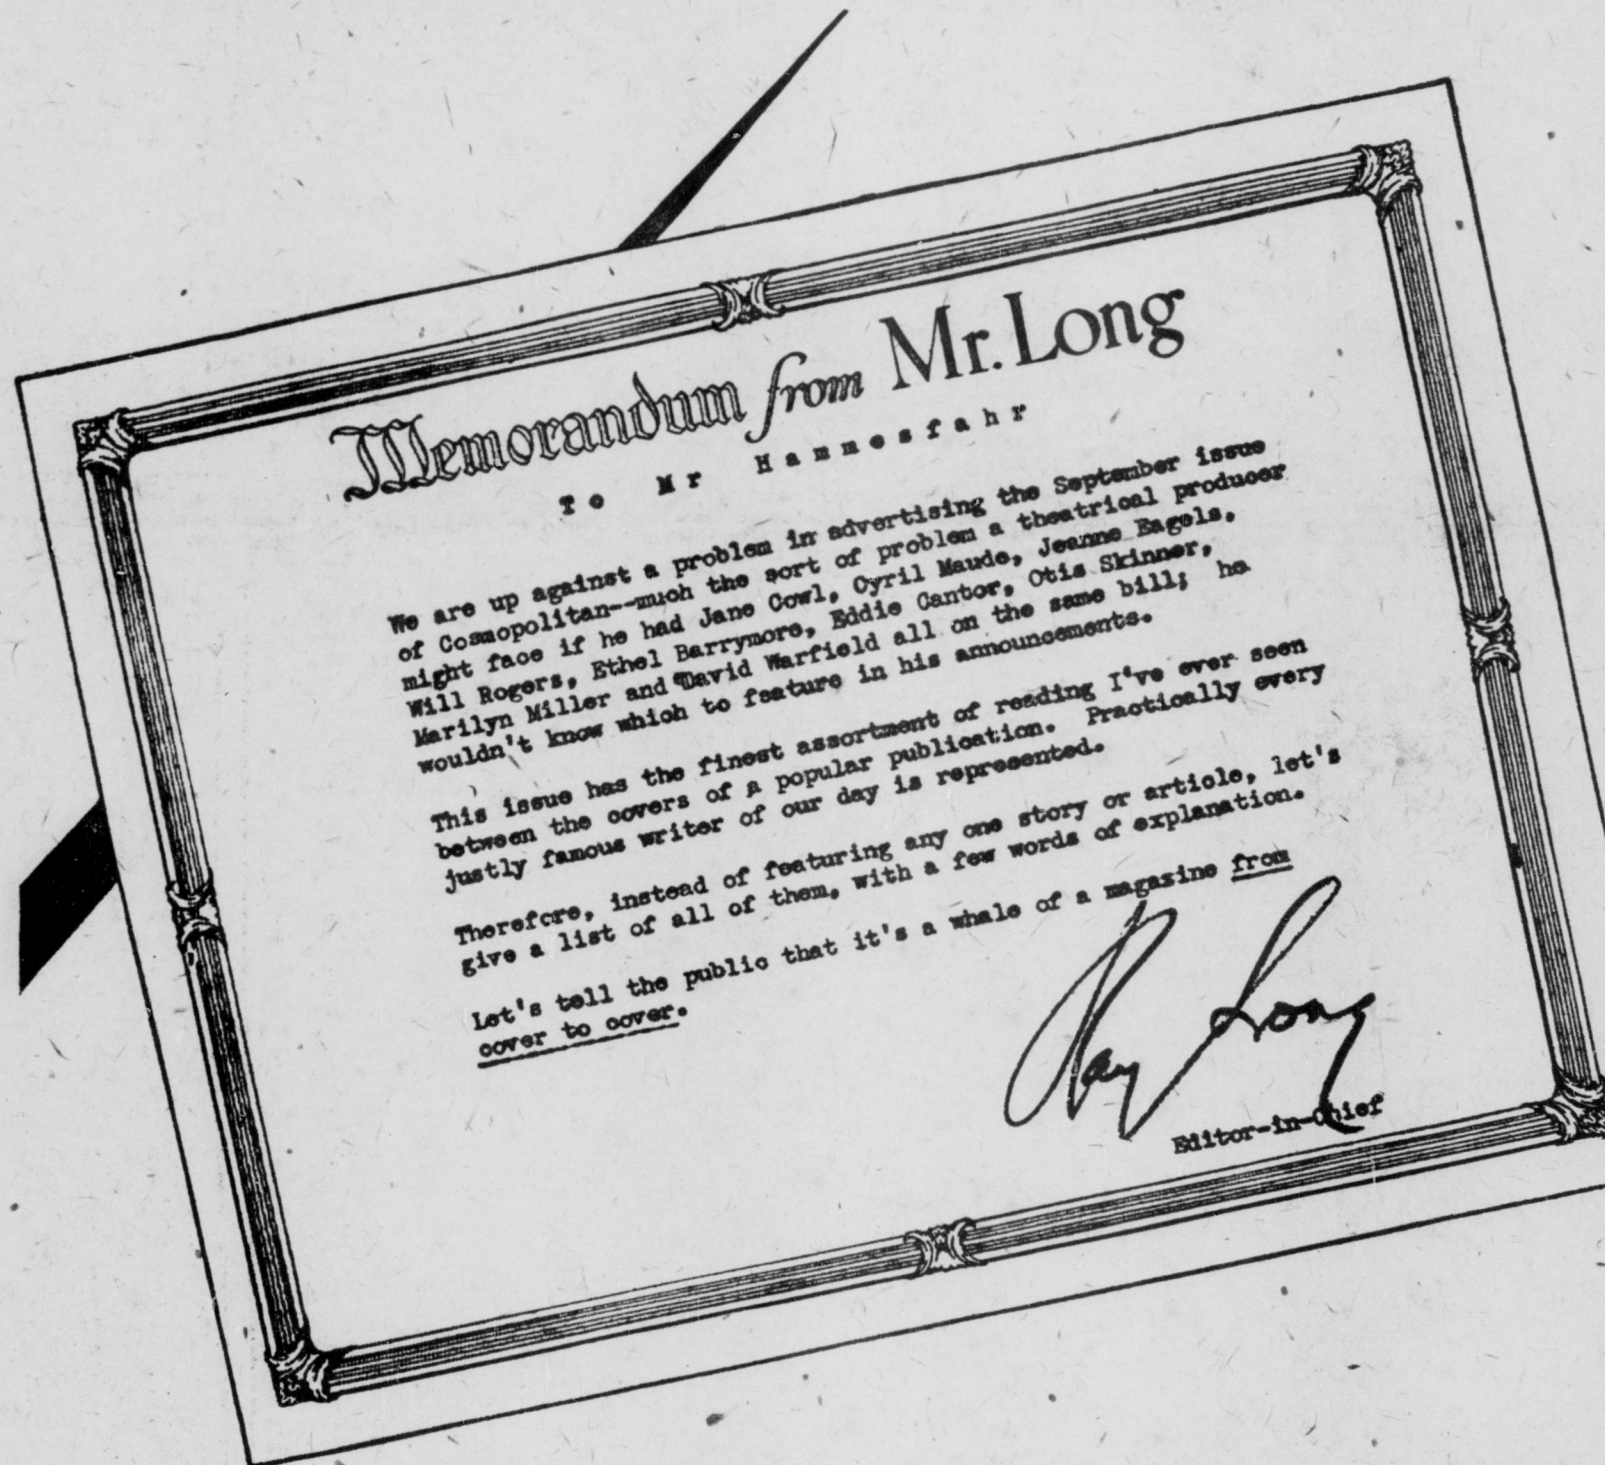 Memorandum from Mr. Long
To Mr Hammesfahr
We are up against a problem in advertising the September issue
of Cosmopolitan--much the sort of problem a theatrical producer
might face if he had Jane Cowl, Cyril Maude, Jeanne Eagels,
Will Rogers, Ethel Barrymore, Eddie Cantor, Otis Skinner,
Marilyn Miller and David Warfield all on the same bill; he
wouldn't know which to feature in his announcements.
This issue has the finest assortment of reading I've ever seen
between the covers of a popular publication. Practically every
justly famous writer of our day is represented.
Therefore, instead of featuring any one story or article, let's
give a list of all of them, with a few words of explanation.
Let's tell the public that it's a whale of a magazine from
cover to cover.
Ray Long
Editor-in-Chief